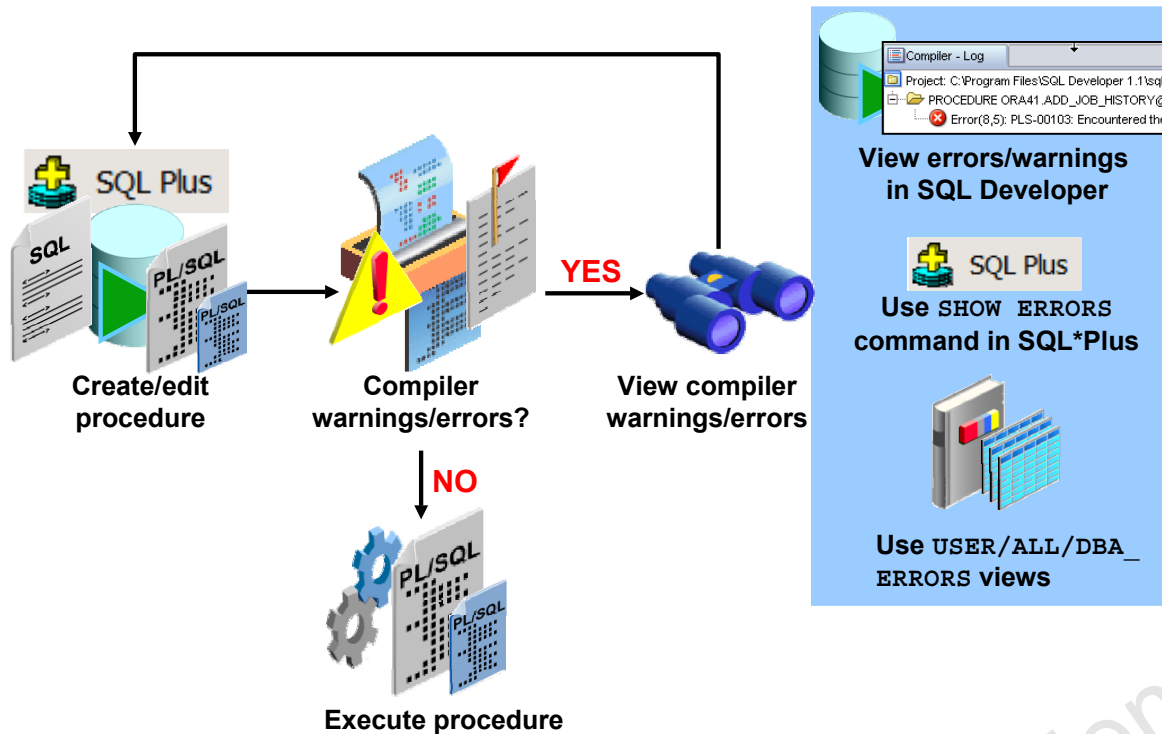 SQL Plus
SQL
PL/SQL
PL/SQL
Create/edit
procedure
Compiler
warnings/errors?
YES
View compiler
warnings/errors
NO
PL/SQL
PL/SQL
Execute procedure
Compiler - Log
Project: C:\Program Files\SQL Developer 1.1\sq
PROCEDURE ORA41.ADD_JOB_HISTORY@
Error(8,5): PLS-00103: Encountered the
View errors/warnings
in SQL Developer
SQL Plus
Use SHOW ERRORS
command in SQL*Plus
Use USER/ALL/DBA_
ERRORS views